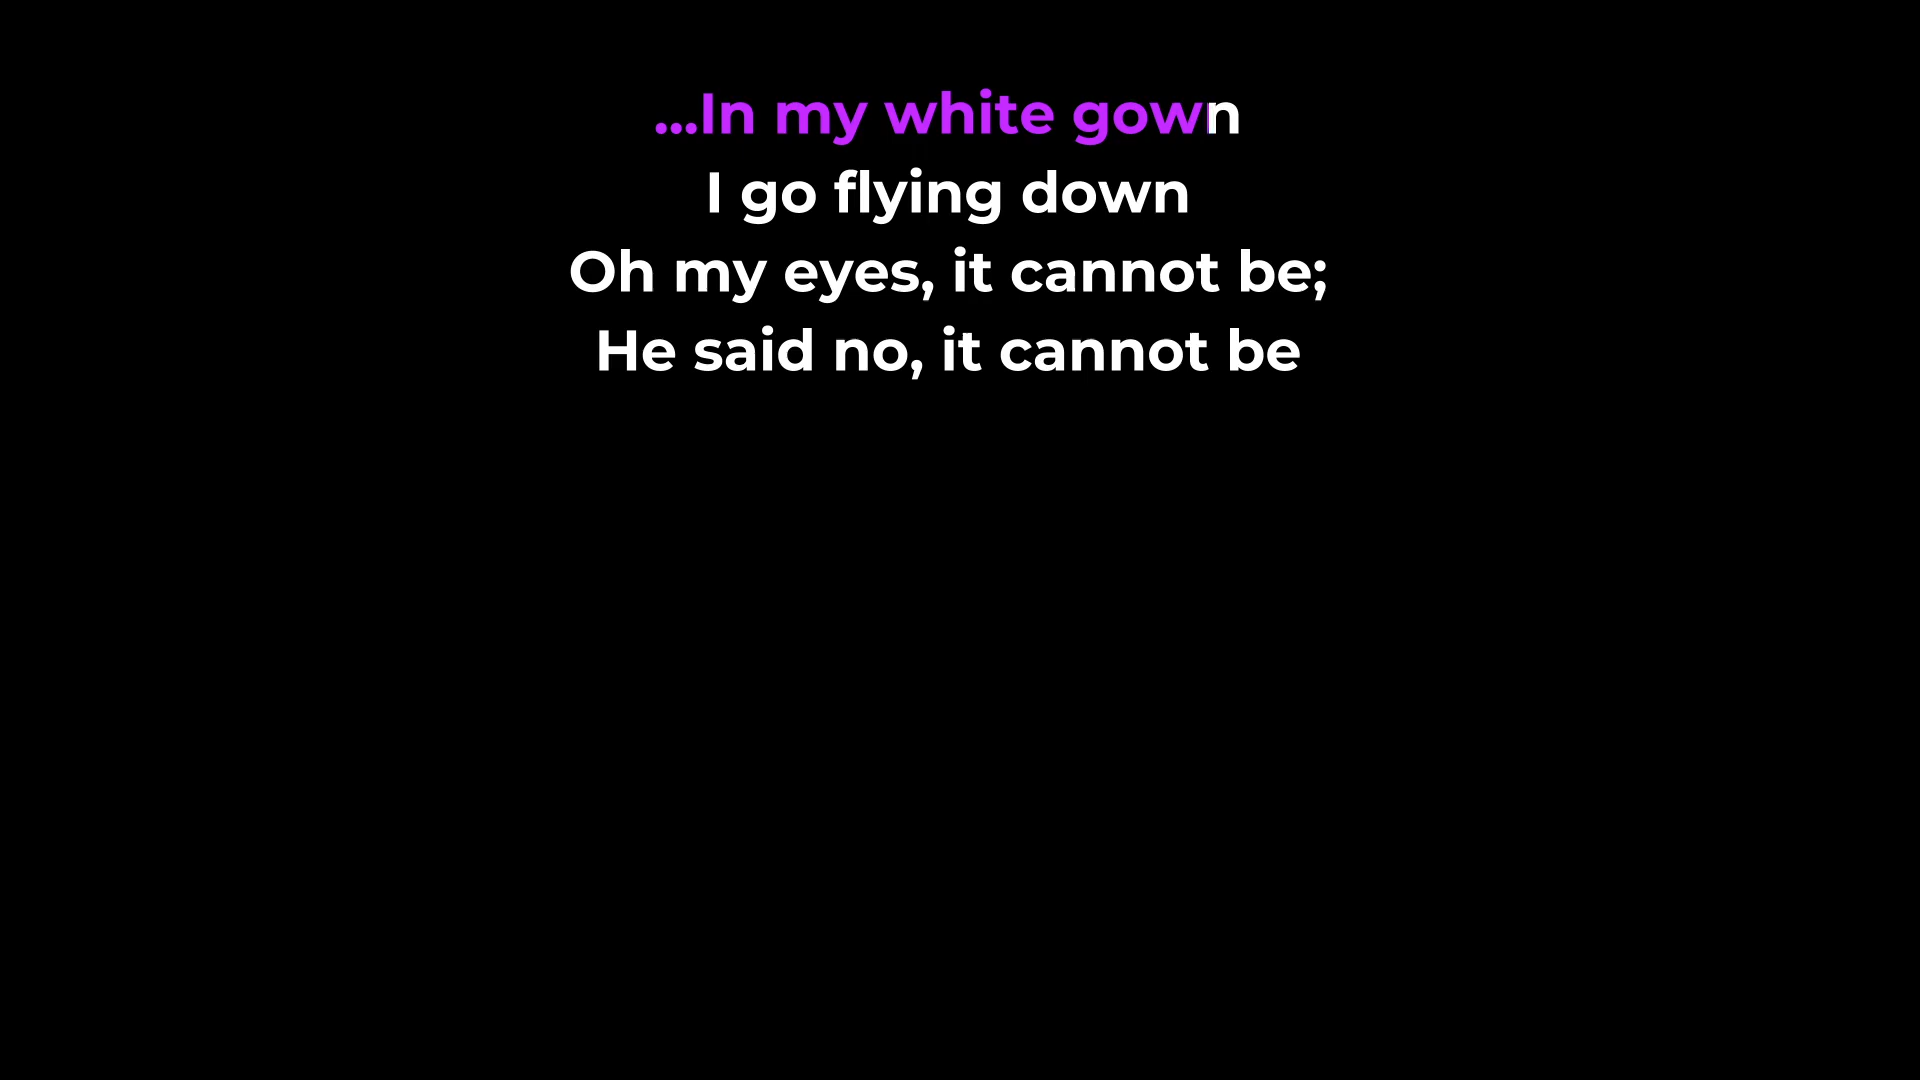 ...In my white gown
I go flying down
Oh my eyes, it cannot be;
He said no, it cannot be